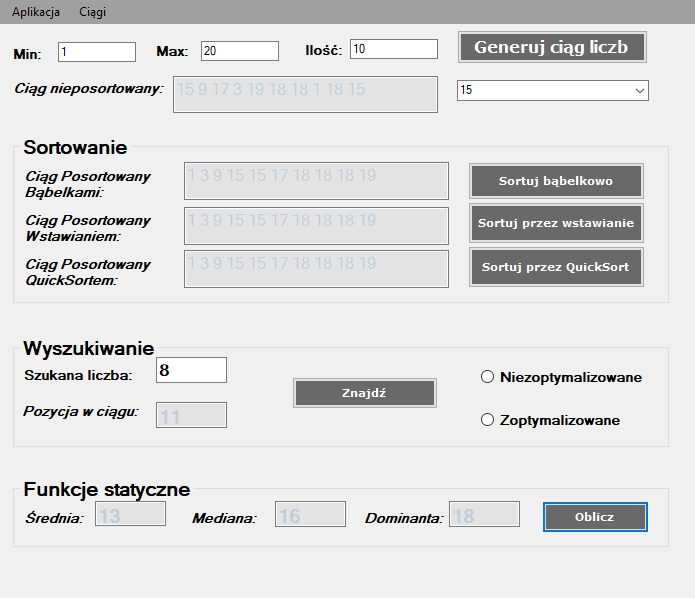 Aplikacja Ciągi
Min: 1 Max: 20 Ilość: 10 Generuj ciąg liczb
Ciąg nieposortowany: 15 9 17 3 19 18 18 1 18 15 15
Sortowanie
Ciąg Posortowany
Bąbelkami:
1 3 9 15 15 17 18 18 18 19
Sortuj bąbelkowo
Ciąg Posortowany
Wstawianiem:
1 3 9 15 15 17 18 18 18 19
Sortuj przez wstawianie
Ciąg Posortowany
QuickSortem:
1 3 9 15 15 17 18 18 18 19
Sortuj przez QuickSort
Wyszukiwanie
Szukana liczba: 8
Pozycja w ciągu: 11
Znajdź
Niezoptymalizowane
Zoptymalizowane
Funkcje statyczne
Średnia: 13 Mediana: 16 Dominanta: 18 Oblicz